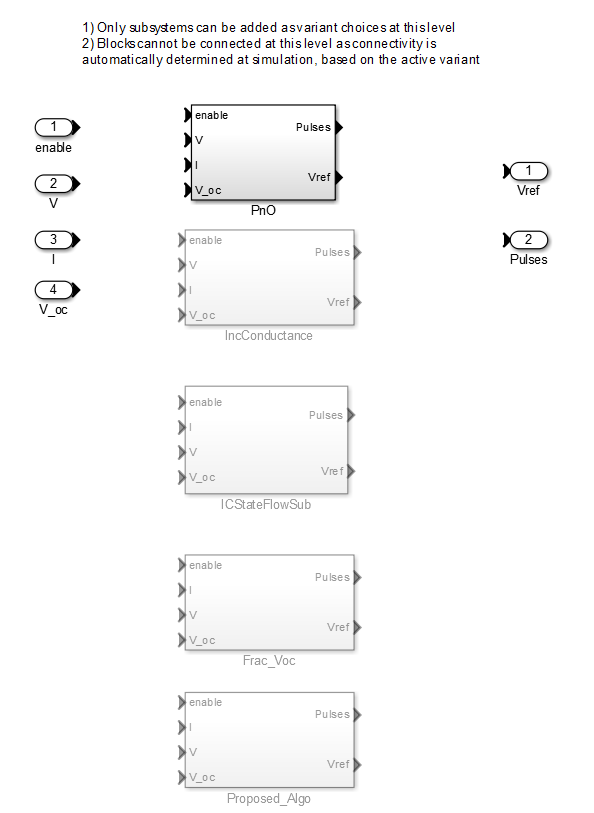 1) Only subsystems can be added as variant choices at this level
2) Blocks cannot be connected at this level as connectivity is
automatically determined at simulation, based on the active variant
1
enable
2
V
3
I
4
V_oc
enable
V
I
V_oc
Pulses
Vref
PnO
1
Vref
2
Pulses
enable
V
I
V_oc
Pulses
Vref
IncConductance
enable
I
V
V_oc
Pulses
Vref
ICStateFlowSub
enable
I
V
V_oc
Pulses
Vref
Frac_Voc
enable
I
V
V_oc
Pulses
Vref
Proposed_Algo